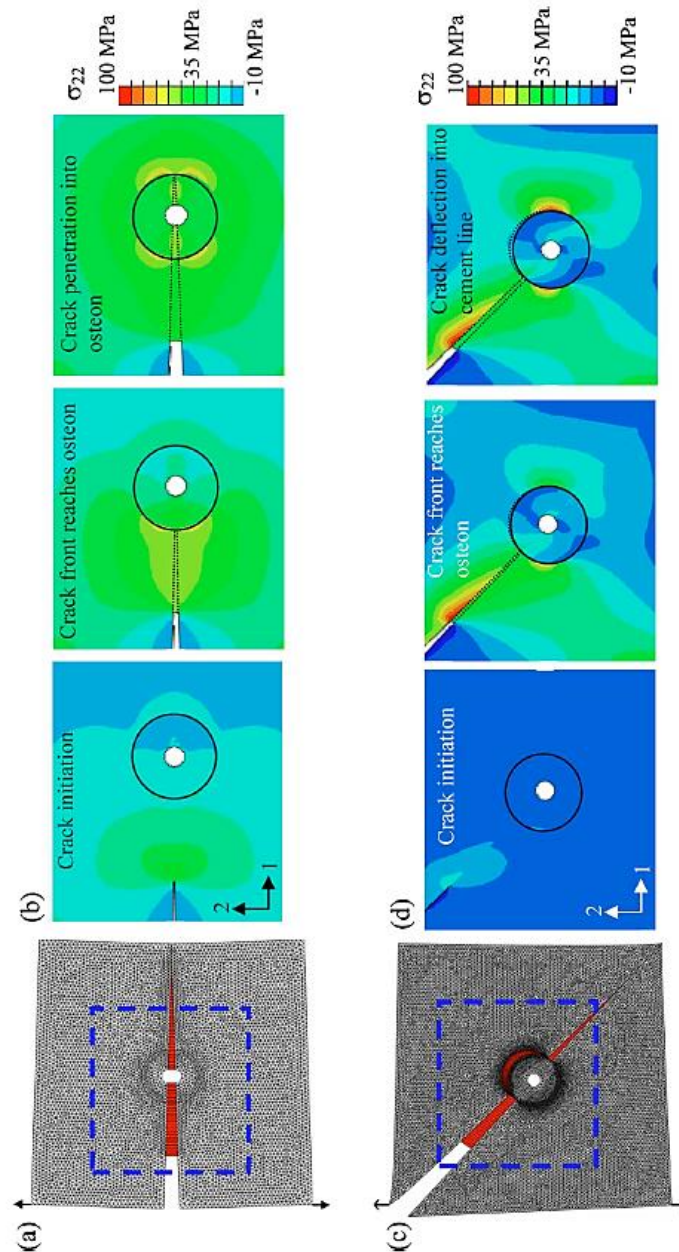 (a)
(b)
Crack initiation
2
1
Crack front reaches osteon
Crack penetration into
osteon
σ22
100 MPa
35 MPa
-10 MPa
(c)
(d)
Crack initiation
2
1
Crack front reaches
osteon
Crack deflection into
cement line
σ22
100 MPa
35 MPa
-10 MPa